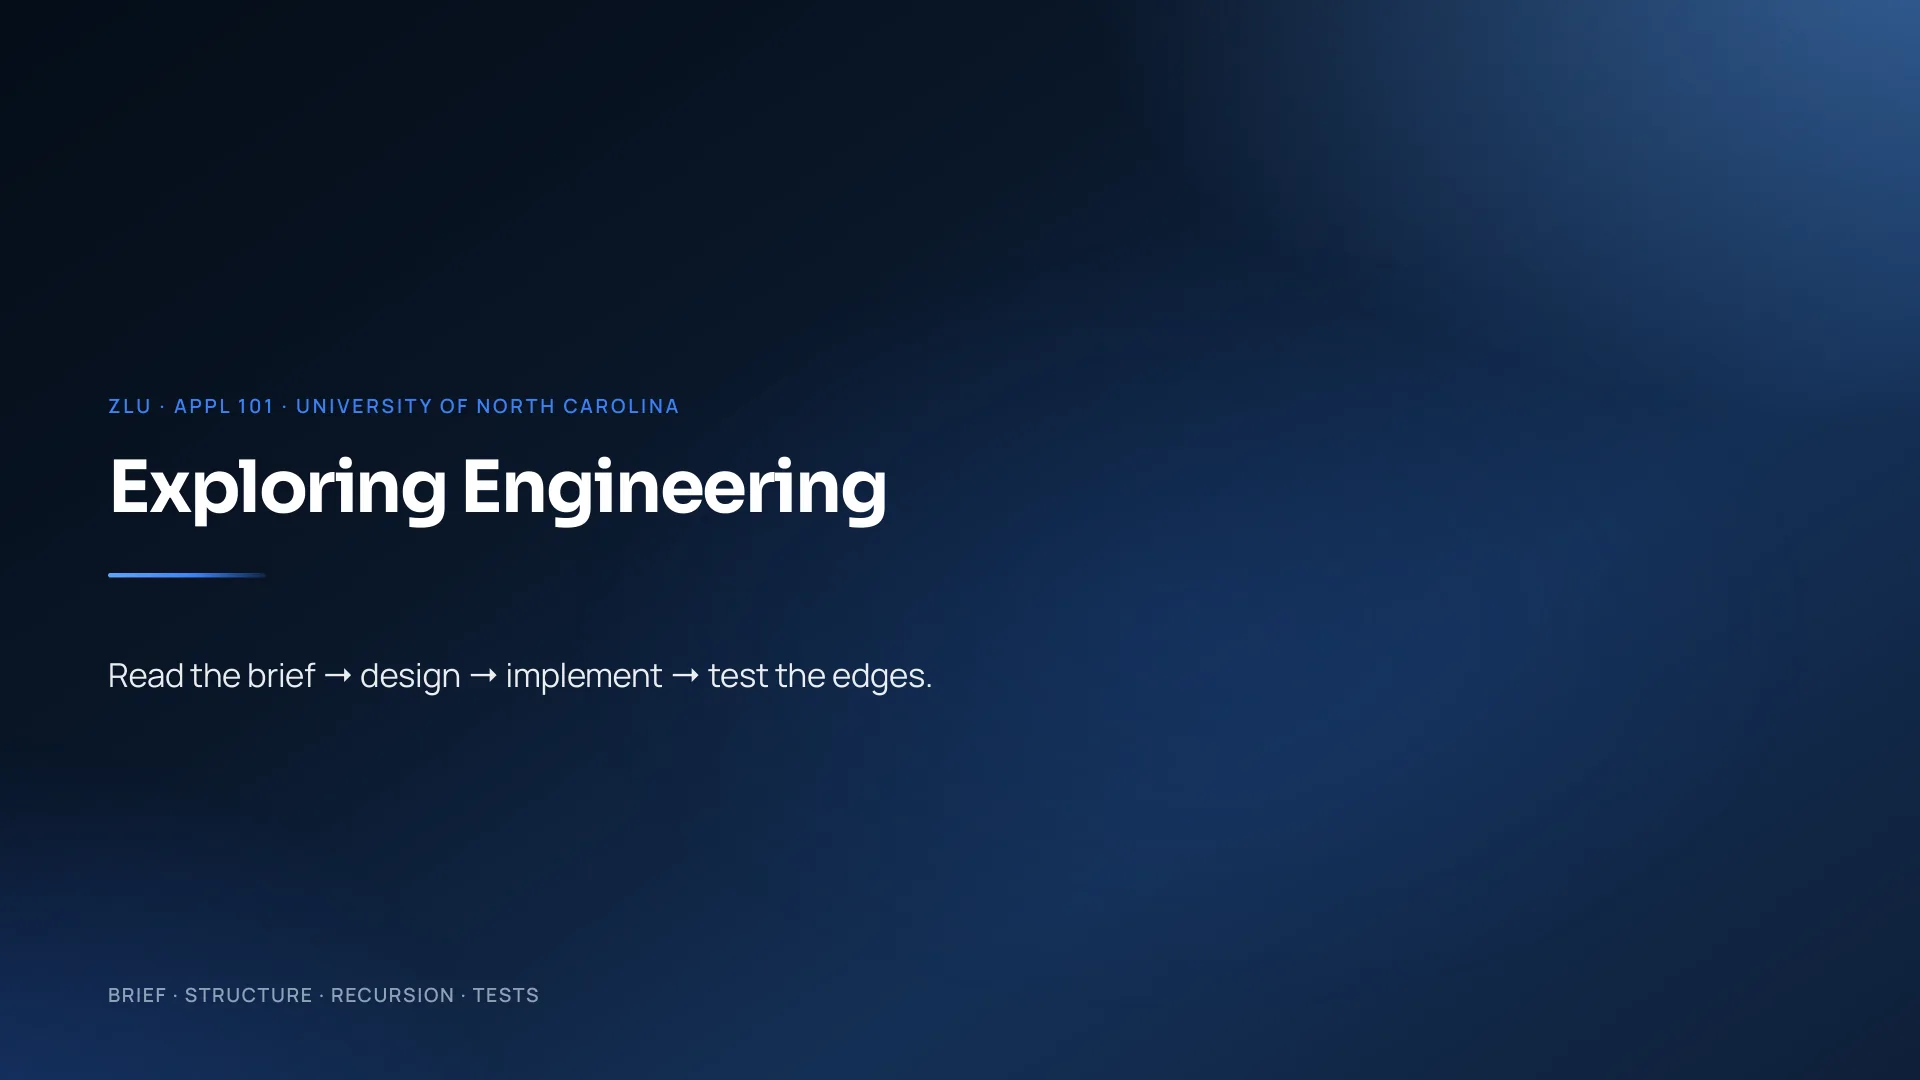 ZLU · APPL 101 · UNIVERSITY OF NORTH CAROLINA
Exploring Engineering
Read the brief → design → implement → test the edges.
BRIEF · STRUCTURE · RECURSION · TESTS